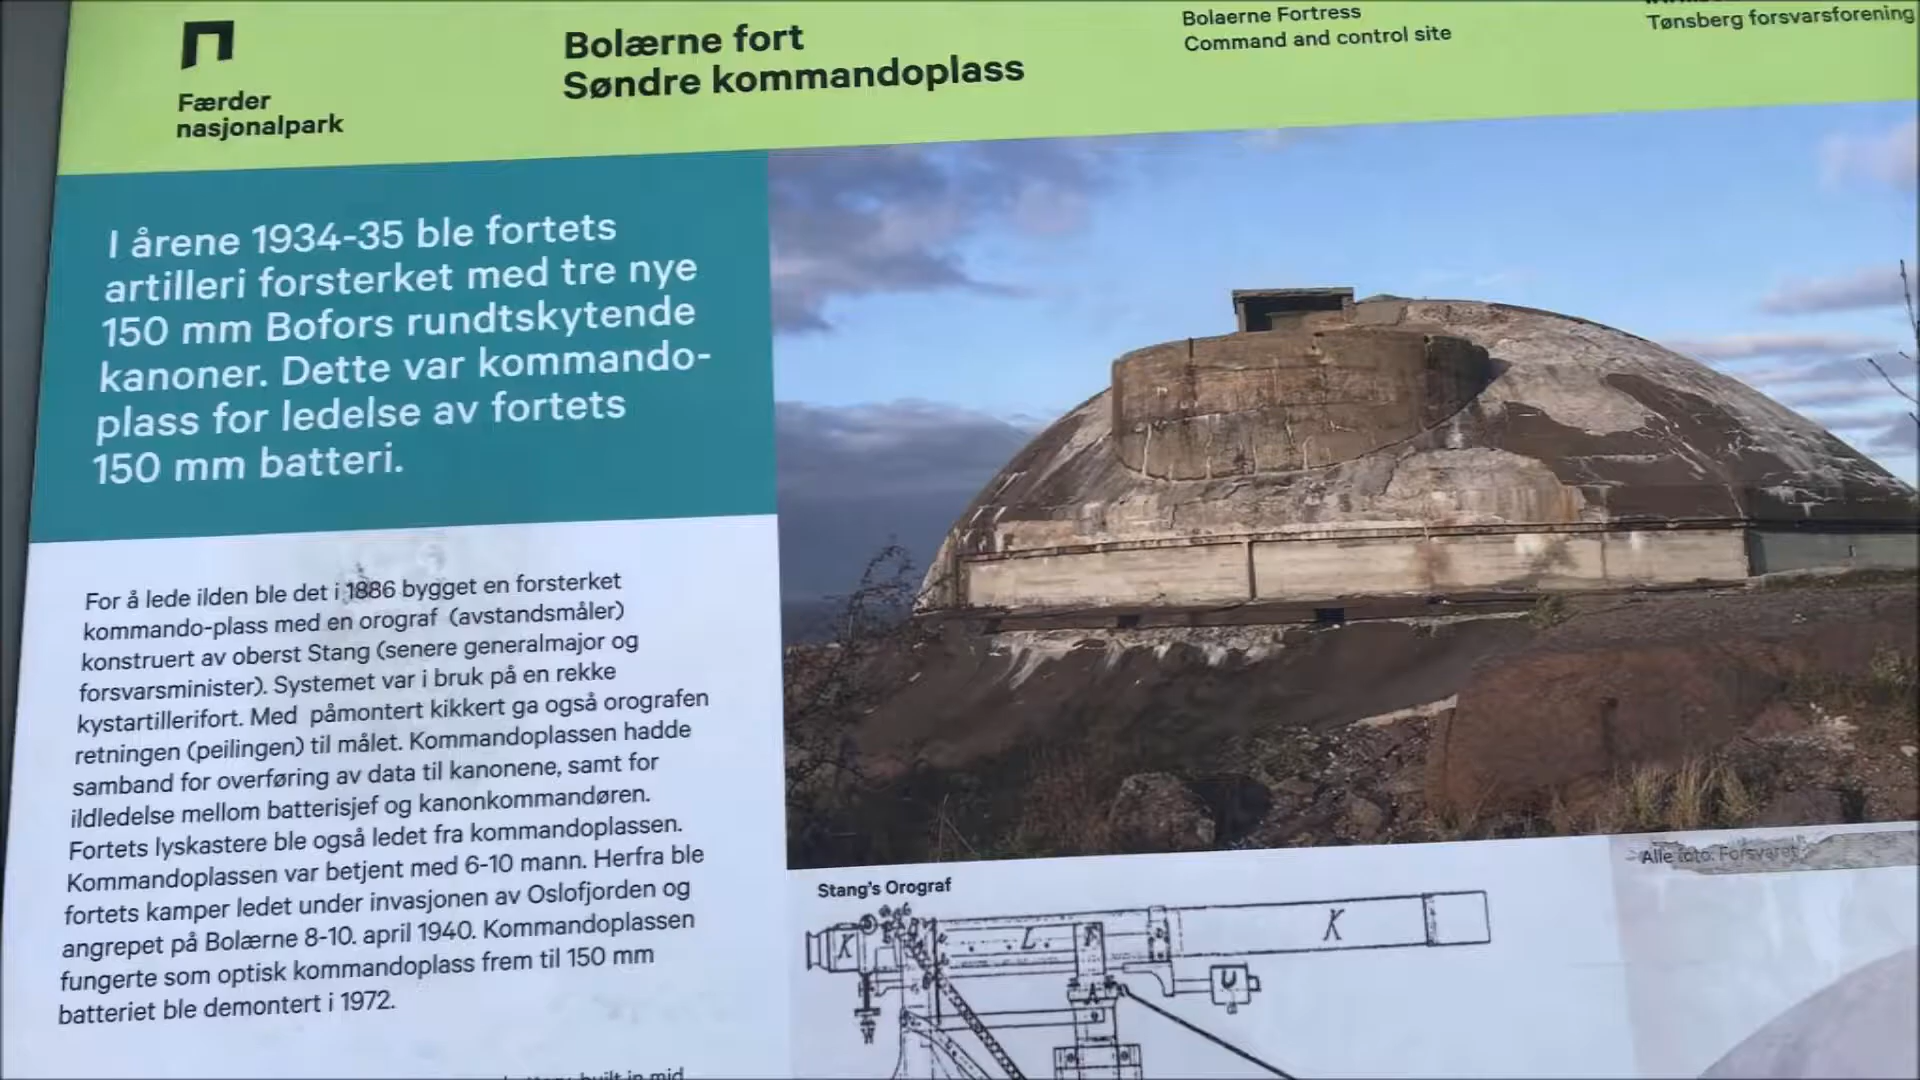 Færder
nasjonalpark
Bolærne fort
Søndre kommandoplass
Bolaerne Fortress
Command and control site
Tønsberg forsvarsforening
I årene 1934-35 ble fortets
artilleri forsterket med tre nye
150 mm Bofors rundtskytende
kanoner. Dette var kommando-
plass for ledelse av fortets
150 mm batteri.
For å lede ilden ble det i 1886 bygget en forsterket
kommando-plass med en orograf (avstandsmåler)
konstruert av oberst Stang (senere generalmajor og
forsvarsminister). Systemet var i bruk på en rekke
kystartillerifort. Med påmontert kikkert ga også orografen
retningen (peilingen) til målet. Kommandoplassen hadde
samband for overføring av data til kanonene, samt for
ildledelse mellom batterisjef og kanonkommandøren.
Fortets lyskastere ble også ledet fra kommandoplassen.
Kommandoplassen var betjent med 6-10 mann. Herfra ble
fortets kamper ledet under invasjonen av Oslofjorden og
angrepet på Bolærne 8-10. april 1940. Kommandoplassen
fungerte som optisk kommandoplass frem til 150 mm
batteriet ble demontert i 1972.
built in mid
Alle foto: Forsvaret
Stang's Orograf
K L F K
A U